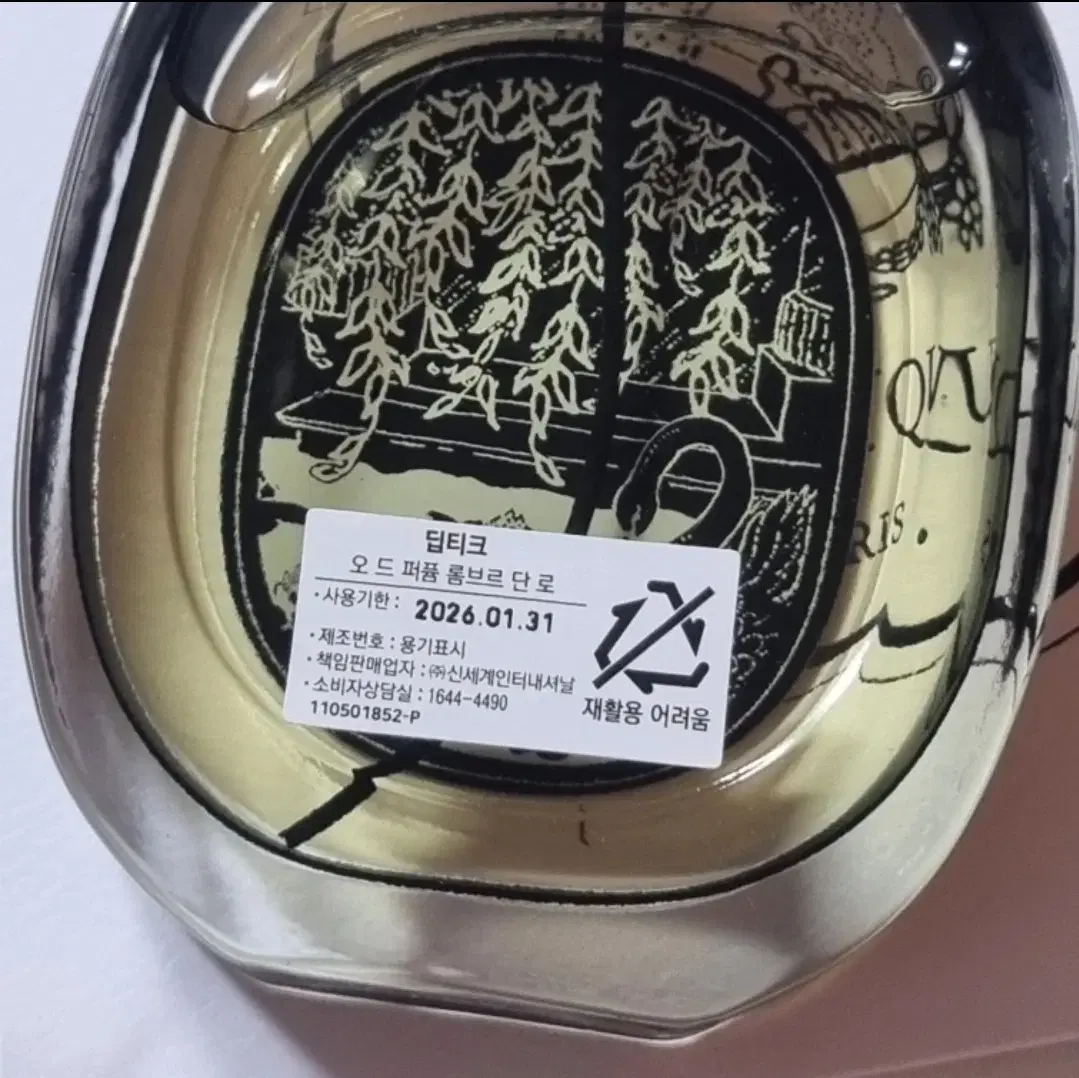 딥티크
오 드 퍼퓸 롬브르 단 로
•사용기한 : 2026.01.31
•제조번호 : 용기표시
•책임판매업자 : ㈜신세계인터내셔날
•소비자상담실 : 1644-4490
110501852-P
재활용 어려움